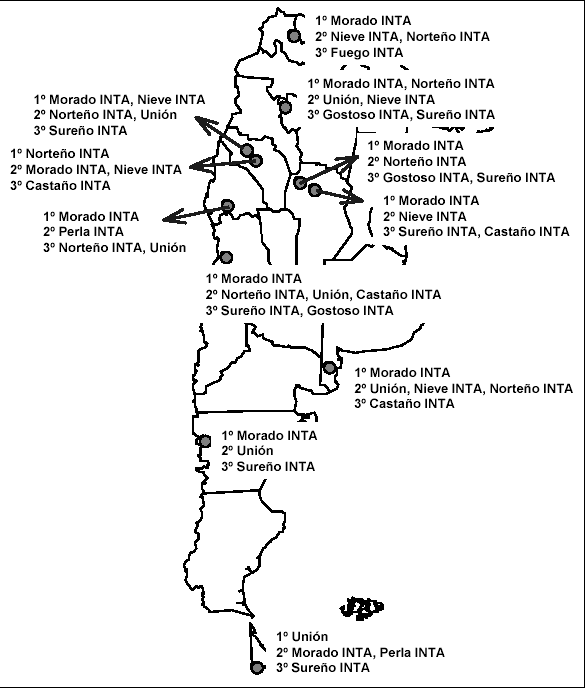 1º Morado INTA
2º Nieve INTA, Norteño INTA
3º Fuego INTA
1º Morado INTA, Norteño INTA
2º Unión, Nieve INTA
3º Gostoso INTA, Sureño INTA
1º Morado INTA, Nieve INTA
2º Norteño INTA, Unión
3º Sureño INTA
1º Norteño INTA
2º Morado INTA, Nieve INTA
3º Castaño INTA
1º Morado INTA
2º Norteño INTA
3º Gostoso INTA, Sureño INTA
1º Morado INTA
2º Nieve INTA
3º Sureño INTA, Castaño INTA
1º Morado INTA
2º Perla INTA
3º Norteño INTA, Unión
1º Morado INTA
2º Norteño INTA, Unión, Castaño INTA
3º Sureño INTA, Gostoso INTA
1º Morado INTA
2º Unión, Nieve INTA, Norteño INTA
3º Castaño INTA
1º Morado INTA
2º Unión
3º Sureño INTA
1º Unión
2º Morado INTA, Perla INTA
3º Sureño INTA